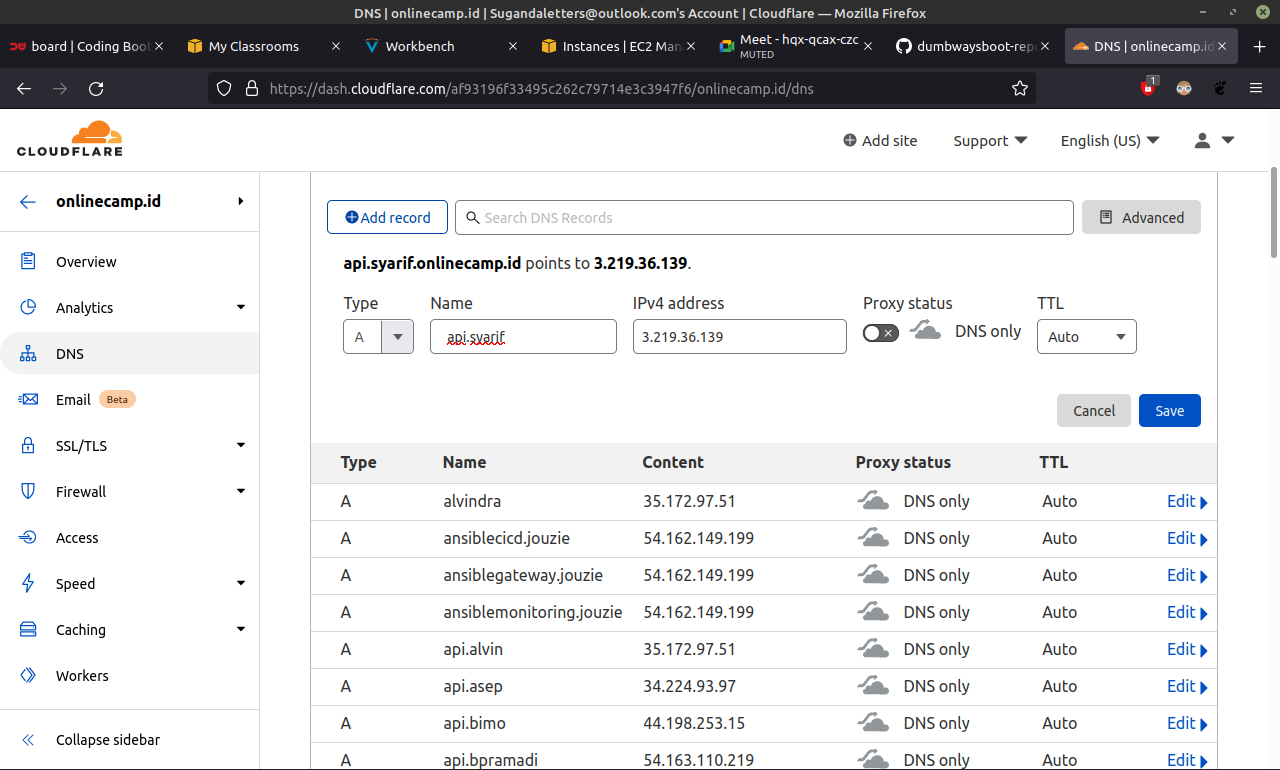 DNS | onlinecamp.id | Sugandaletters@outlook.com's Account | Cloudflare — Mozilla Firefox
board | Coding Boot
My Classrooms
Workbench
Instances | EC2 Man
Meet - hqx-qcax-czc
MUTED
dumbwaysboot-rep
DNS | onlinecamp.id
https://dash.cloudflare.com/af93196f33495c262c79714e3c3947f6/onlinecamp.id/dns
1
CLOUDFLARE
Add site
Support
English (US)
onlinecamp.id
Overview
Analytics
DNS
Email Beta
SSL/TLS
Firewall
Access
Speed
Caching
Workers
Collapse sidebar
Add record
Search DNS Records
Advanced
api.syarif.onlinecamp.id points to 3.219.36.139.
Type Name IPv4 address Proxy status TTL
A api.syarif 3.219.36.139 DNS only Auto
Cancel Save
Type Name Content Proxy status TTL
A alvindra 35.172.97.51 DNS only Auto Edit
A ansiblecicd.jouzie 54.162.149.199 DNS only Auto Edit
A ansiblegateway.jouzie 54.162.149.199 DNS only Auto Edit
A ansiblemonitoring.jouzie 54.162.149.199 DNS only Auto Edit
A api.alvin 35.172.97.51 DNS only Auto Edit
A api.asep 34.224.93.97 DNS only Auto Edit
A api.bimo 44.198.253.15 DNS only Auto Edit
A api.bpramadi 54.163.110.219 DNS only Auto Edit